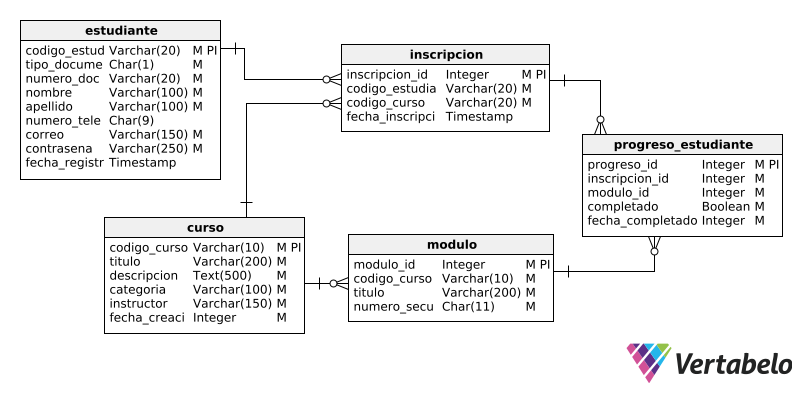 estudiante
codigo_estud Varchar(20) M PI
tipo_docume Char(1) M
numero_doc Varchar(20) M
nombre Varchar(100) M
apellido Varchar(100) M
numero_tele Char(9)
correo Varchar(150) M
contrasena Varchar(250) M
fecha_registr Timestamp
inscripcion
inscripcion_id Integer M PI
codigo_estudia Varchar(20) M
codigo_curso Varchar(20) M
fecha_inscripci Timestamp
progreso_estudiante
progreso_id Integer M PI
inscripcion_id Integer M
modulo_id Integer M
completado Boolean M
fecha_completado Integer M
curso
codigo_curso Varchar(10) M PI
titulo Varchar(200) M
descripcion Text(500) M
categoria Varchar(100) M
instructor Varchar(150) M
fecha_creaci Integer M
modulo
modulo_id Integer M PI
codigo_curso Varchar(10) M
titulo Varchar(200) M
numero_secu Char(11) M
Vertabelo